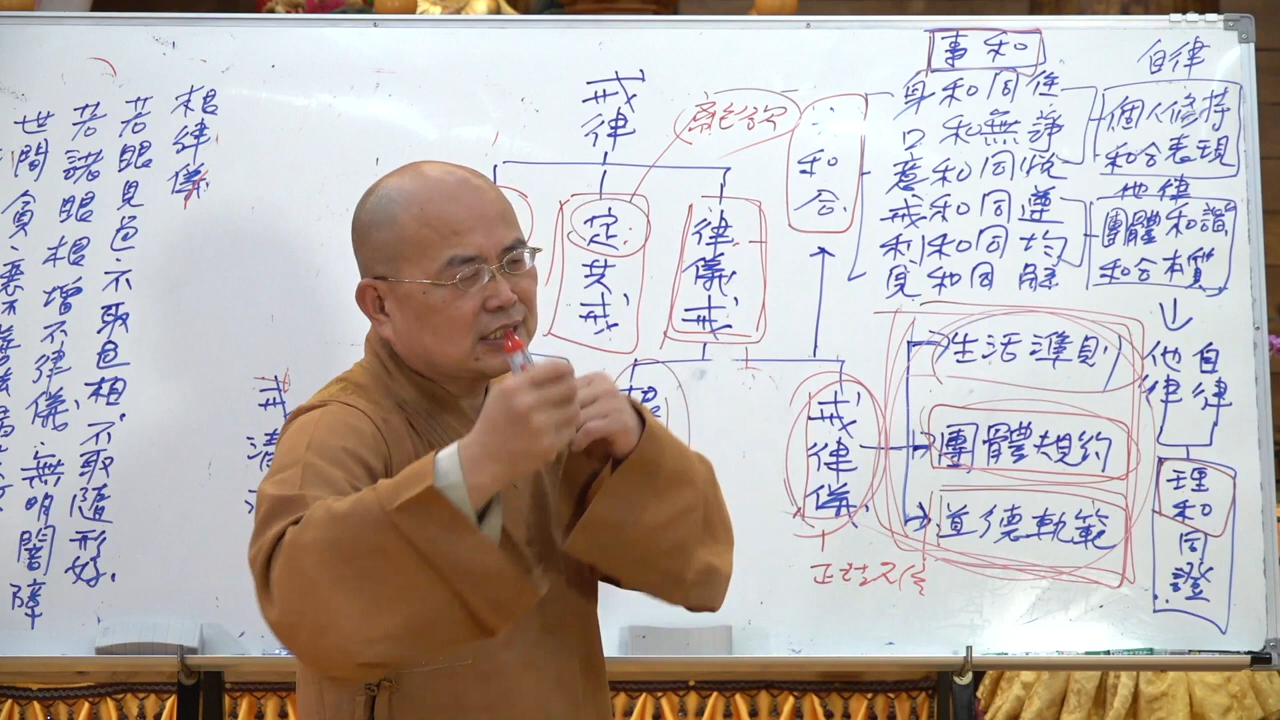 根律儀
若眼見色.不取色相.不取隨形好.
若諸眼根增不律儀.無明闇障
世間貪
戒
清
戒律
離欲
定共戒
律儀戒
六和合
戒律儀
事和
身和同住
口和無諍
意和同悅
戒和同遵
利和同均
見和同解
自律
個人修持
和合表現
他律
團體和諧
和合本質
生活準則
團體規約
道德軌範
自律
他律
理和同證